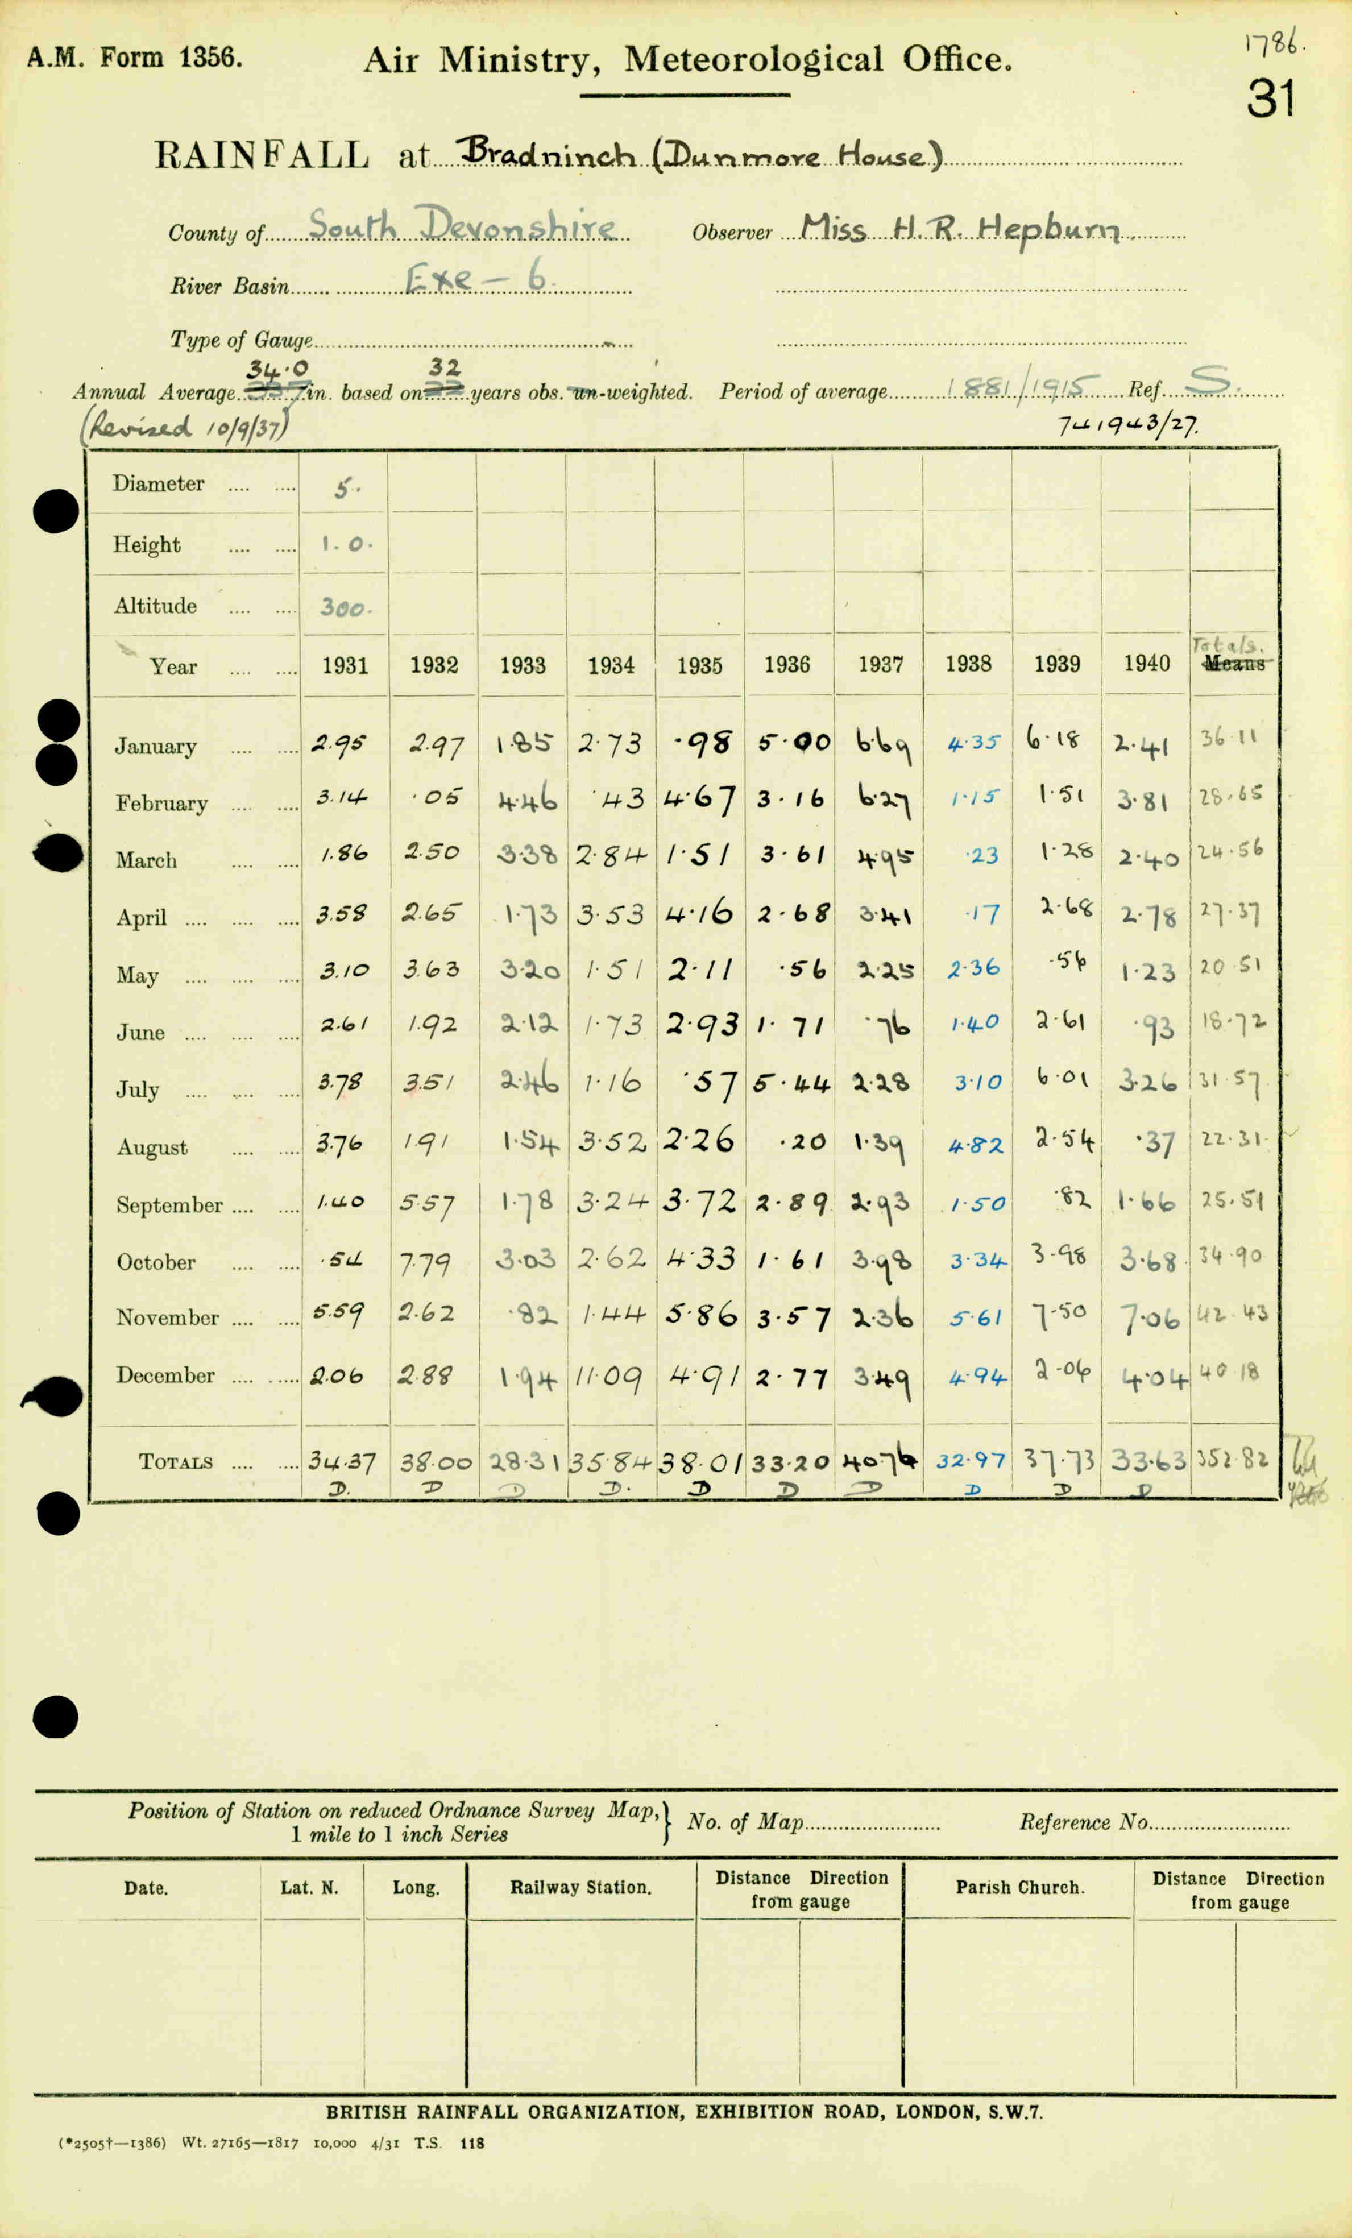 1786.
A.M. Form 1356. Air Ministry, Meteorological Office.
31
RAINFALL at Bradninch (Dunmore House)
County of South Devonshire Observer Miss H. R. Hepburn.
River Basin Exe – 6.
Type of Gauge
34.0 32
Annual Average in. based on years obs. un-weighted. Period of average 1881/1915 Ref. S.
(Revised 10/9/37) 741943/27.
Diameter 5.
Height 1.0.
Altitude 300.
Totals.
Year 1931 1932 1933 1934 1935 1936 1937 1938 1939 1940 Means
January 2.95 2.97 1.85 2.73 .98 5.00 6.69 4.35 6.18 2.41 36.11
February 3.14 .05 4.46 .43 4.67 3.16 6.27 1.15 1.51 3.81 28.65
March 1.86 2.50 3.38 2.84 1.51 3.61 4.95 .23 1.28 2.40 24.56
April 3.58 2.65 1.73 3.53 4.16 2.68 3.41 .17 2.68 2.78 27.37
May 3.10 3.63 3.20 1.51 2.11 .56 2.25 2.36 .56 1.23 20.51
June 2.61 1.92 2.12 1.73 2.93 1.71 .76 1.40 2.61 .93 18.72
July 3.78 3.51 2.46 1.16 .57 5.44 2.28 3.10 6.01 3.26 31.57
August 3.76 1.91 1.54 3.52 2.26 .20 1.39 4.82 2.54 .37 22.31
September 1.40 5.57 1.78 3.24 3.72 2.89 2.93 1.50 .82 1.66 25.51
October .54 7.79 3.03 2.62 4.33 1.61 3.98 3.34 3.98 3.68 34.90
November 5.59 2.62 .82 1.44 5.86 3.57 2.36 5.61 7.50 7.06 42.43
December 2.06 2.88 1.94 11.09 4.91 2.77 3.49 4.94 2.06 4.04 40.18
TOTALS 34.37 38.00 28.31 35.84 38.01 33.20 40.76 32.97 37.73 33.63 352.82
D. D D D. D D D D D D
Position of Station on reduced Ordnance Survey Map,} No. of Map Reference No.
1 mile to 1 inch Series
Date. Lat. N. Long. Railway Station. Distance Direction from gauge Parish Church. Distance Direction from gauge
BRITISH RAINFALL ORGANIZATION, EXHIBITION ROAD, LONDON, S.W.7.
(*2505†—1386) Wt. 27165—1817 10,000 4/31 T.S. 118